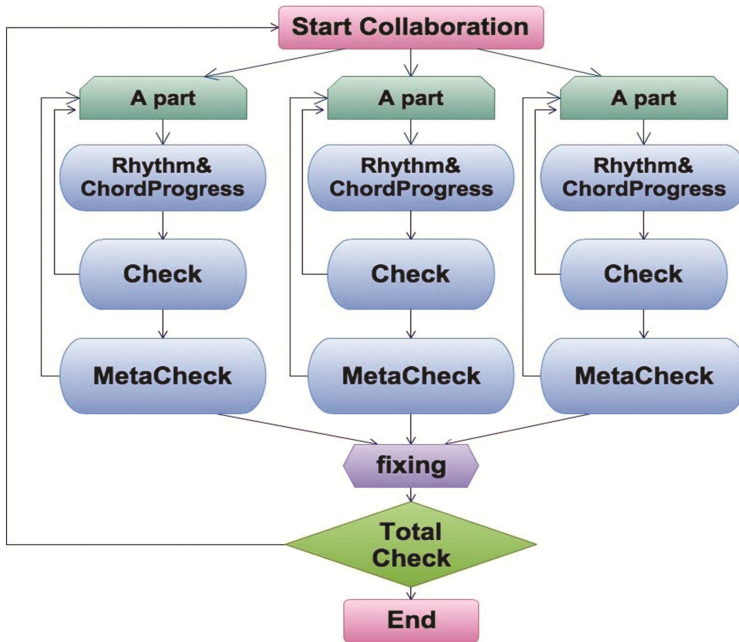 Start Collaboration
A part
A part
A part
Rhythm&
ChordProgress
Rhythm&
ChordProgress
Rhythm&
ChordProgress
Check
Check
Check
MetaCheck
MetaCheck
MetaCheck
fixing
Total
Check
End